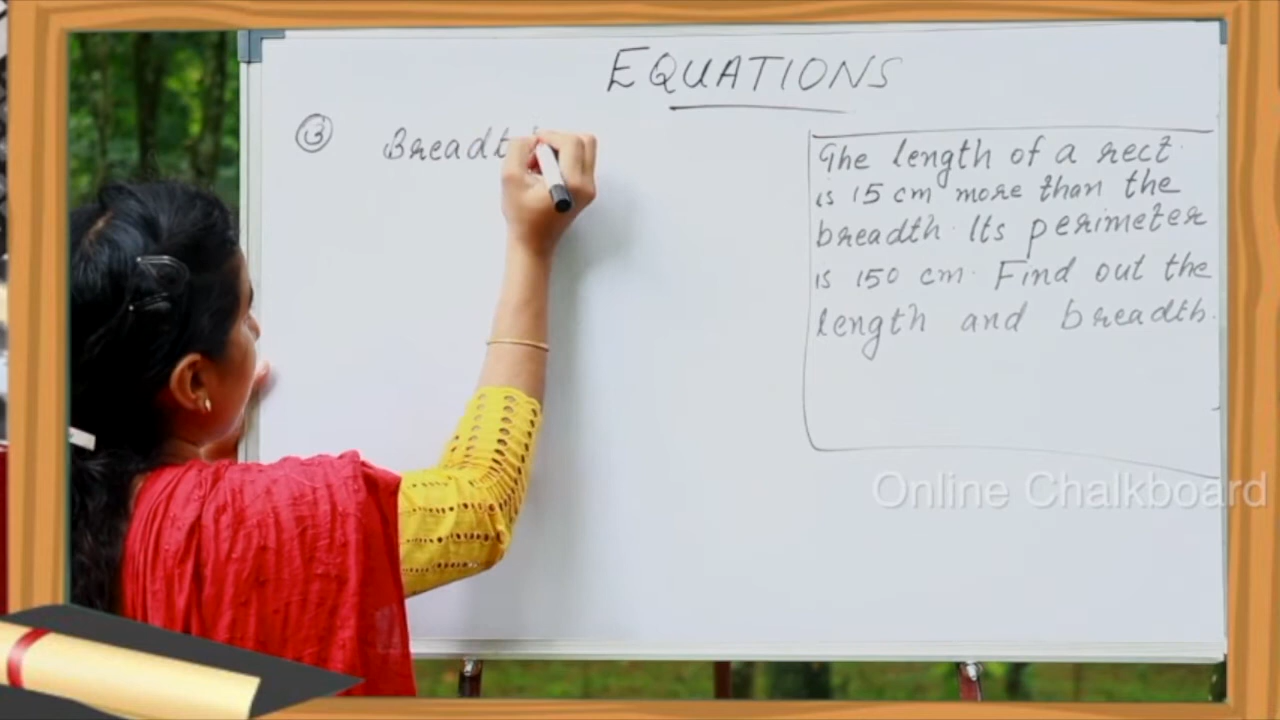 EQUATIONS
3
Breadth
The length of a rect.
is 15 cm more than the
breadth. Its perimeter
is 150 cm. Find out the
length and breadth.
Online Chalkboard